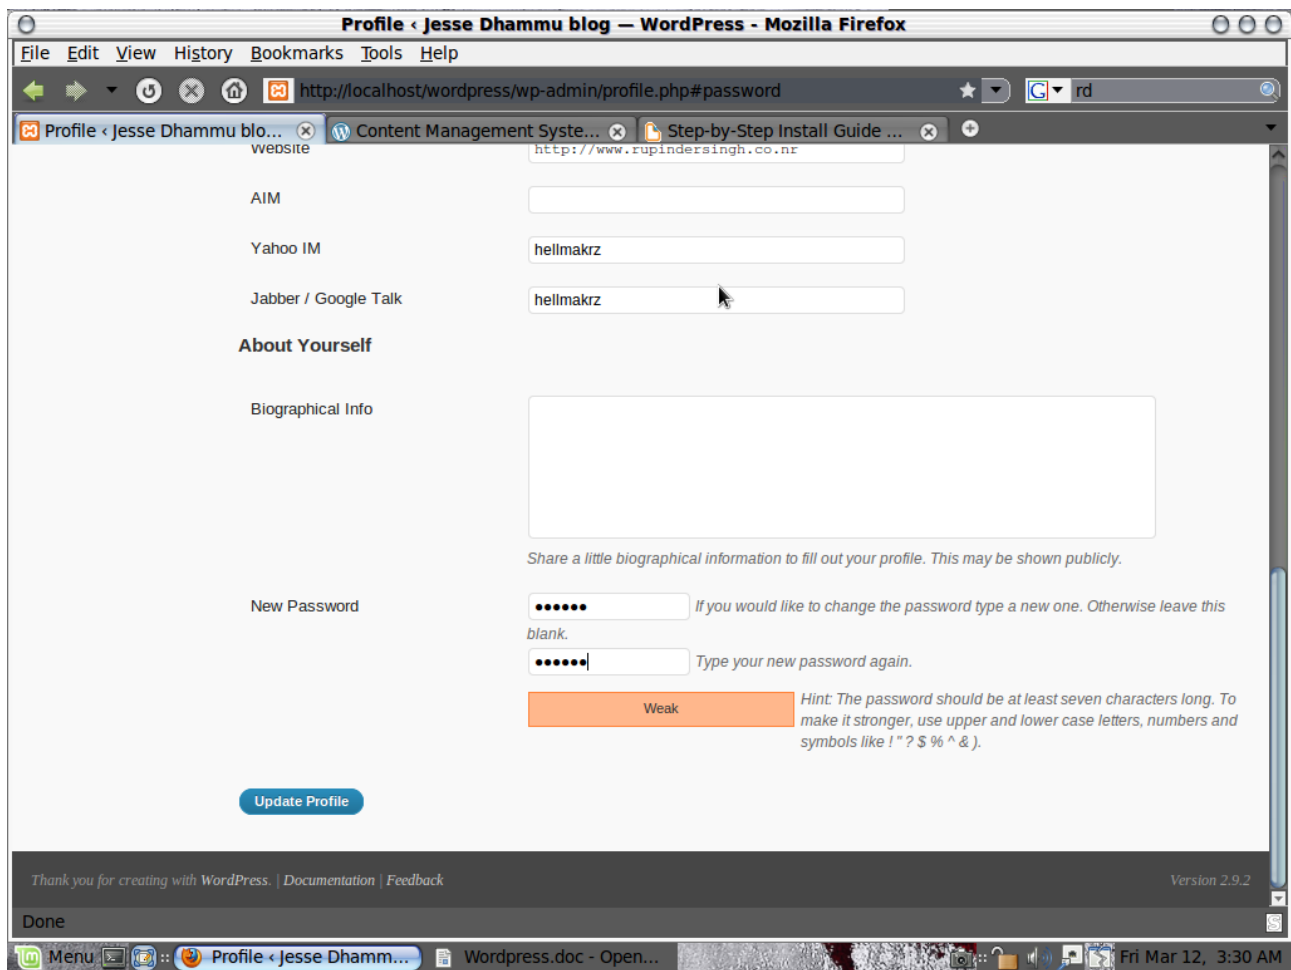 Profile ‹ Jesse Dhammu blog — WordPress - Mozilla Firefox
File Edit View History Bookmarks Tools Help
http://localhost/wordpress/wp-admin/profile.php#password G rd
Profile ‹ Jesse Dhammu blo... Content Management Syste... Step-by-Step Install Guide ...
Website http://www.rupindersingh.co.nr
AIM
Yahoo IM hellmakrz
Jabber / Google Talk hellmakrz
About Yourself
Biographical Info
Share a little biographical information to fill out your profile. This may be shown publicly.
New Password •••••• If you would like to change the password type a new one. Otherwise leave this
blank.
•••••• Type your new password again.
Weak Hint: The password should be at least seven characters long. To
make it stronger, use upper and lower case letters, numbers and
symbols like ! " ? $ % ^ & ).
Update Profile
Thank you for creating with WordPress. | Documentation | Feedback Version 2.9.2
Done
Menu :: Profile ‹ Jesse Dhamm... Wordpress.doc - Open... :: Fri Mar 12, 3:30 AM